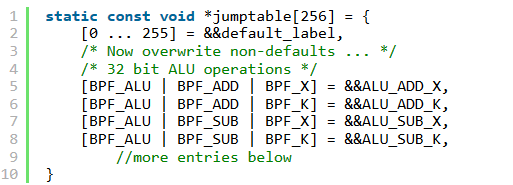 1 static const void *jumptable[256] = {
2 [0 ... 255] = &&default_label,
3 /* Now overwrite non-defaults ... */
4 /* 32 bit ALU operations */
5 [BPF_ALU | BPF_ADD | BPF_X] = &&ALU_ADD_X,
6 [BPF_ALU | BPF_ADD | BPF_K] = &&ALU_ADD_K,
7 [BPF_ALU | BPF_SUB | BPF_X] = &&ALU_SUB_X,
8 [BPF_ALU | BPF_SUB | BPF_K] = &&ALU_SUB_K,
9 //more entries below
10 }